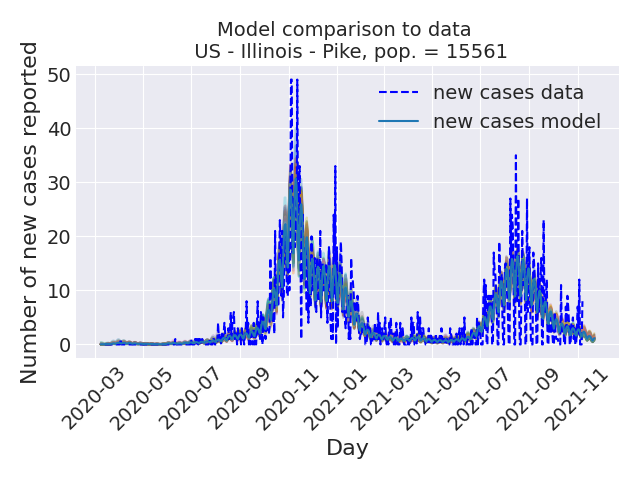 Model comparison to data
US - Illinois - Pike, pop. = 15561
Number of new cases reported
50
40
30
20
10
0
new cases data
new cases model
2020-03
2020-05
2020-07
2020-09
2020-11
2021-01
2021-03
2021-05
2021-07
2021-09
2021-11
Day